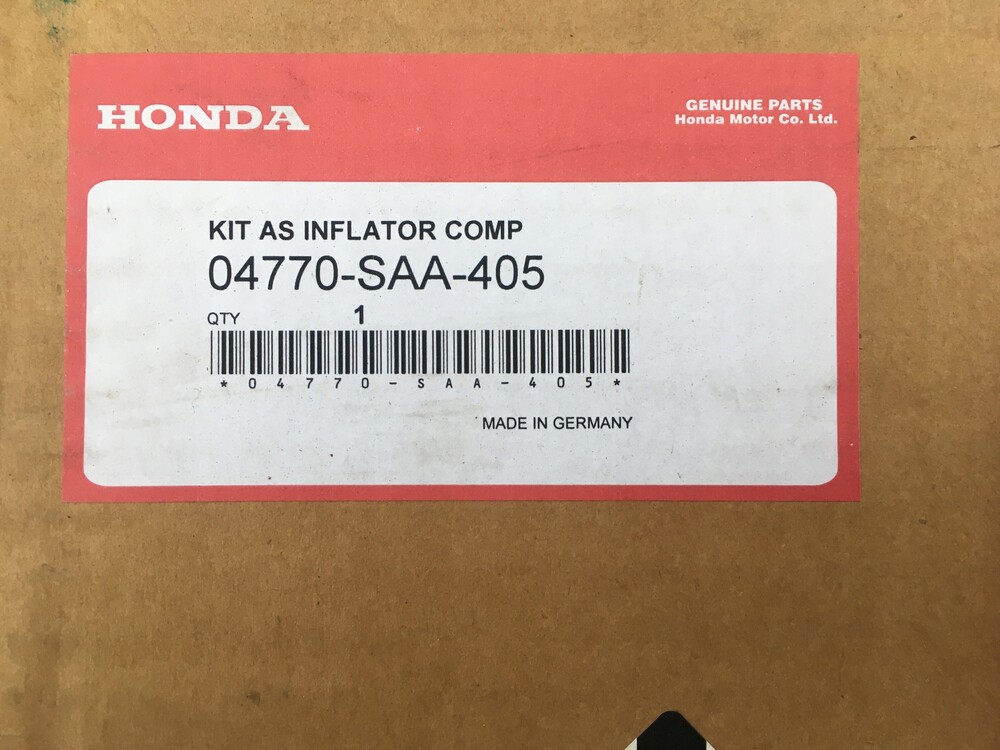 HONDA
GENUINE PARTS
Honda Motor Co. Ltd.
KIT AS INFLATOR COMP
04770-SAA-405
QTY 1
*04770-SAA-405*
MADE IN GERMANY